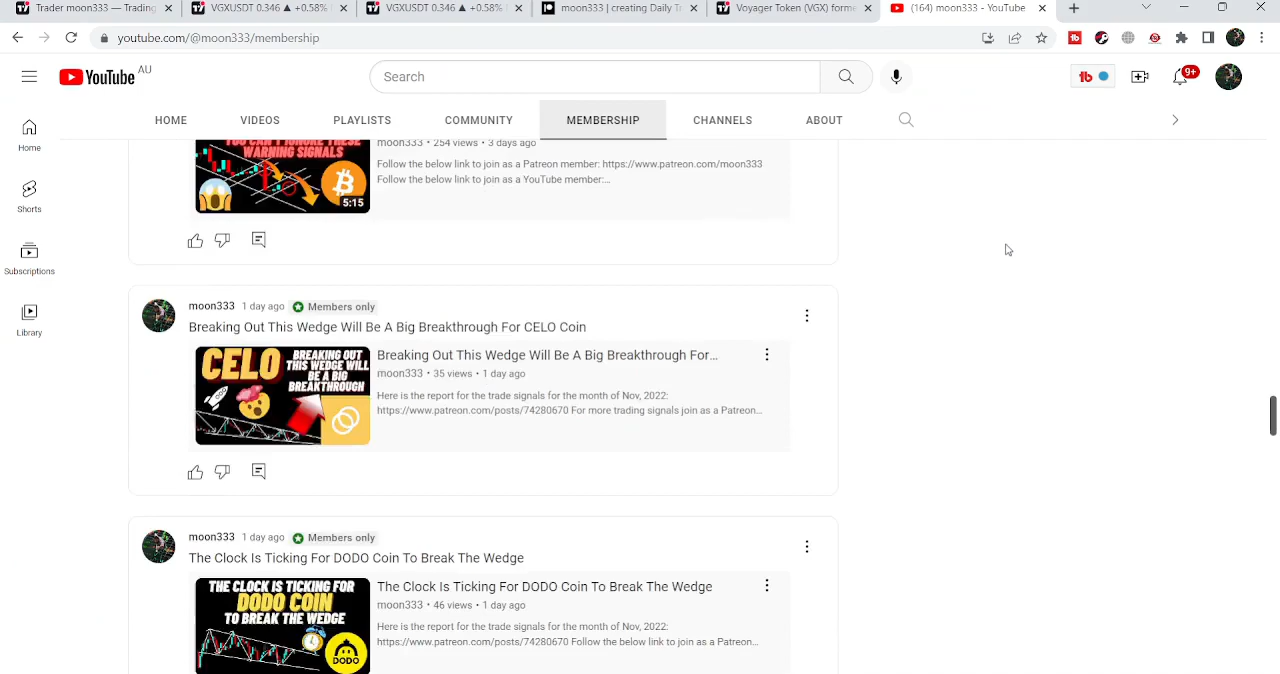 Trader moon333 — Trading
VGXUSDT 0.346 ▲ +0.58%
VGXUSDT 0.346 ▲ +0.58%
moon333 | creating Daily Tr
Voyager Token (VGX) forme
(164) moon333 - YouTube
youtube.com/@moon333/membership
YouTube AU
Search
9+
HOME
VIDEOS
PLAYLISTS
COMMUNITY
MEMBERSHIP
CHANNELS
ABOUT
Home
Shorts
Subscriptions
Library
YOU CAN'T IGNORE THESE
WARNING SIGNALS
5:15
moon333 • 254 views • 3 days ago
Follow the below link to join as a Patreon member: https://www.patreon.com/moon333
Follow the below link to join as a YouTube member:...
moon333 1 day ago Members only
Breaking Out This Wedge Will Be A Big Breakthrough For CELO Coin
CELO
BREAKING OUT
THIS WEDGE WILL
BE A BIG
BREAKTHROUGH
Breaking Out This Wedge Will Be A Big Breakthrough For...
moon333 • 35 views • 1 day ago
Here is the report for the trade signals for the month of Nov, 2022:
https://www.patreon.com/posts/74280670 For more trading signals join as a Patreon...
moon333 1 day ago Members only
The Clock Is Ticking For DODO Coin To Break The Wedge
THE CLOCK IS TICKING FOR
DODO COIN
TO BREAK THE WEDGE
DODO
The Clock Is Ticking For DODO Coin To Break The Wedge
moon333 • 46 views • 1 day ago
Here is the report for the trade signals for the month of Nov, 2022:
https://www.patreon.com/posts/74280670 Follow the below link to join as a Patreon...